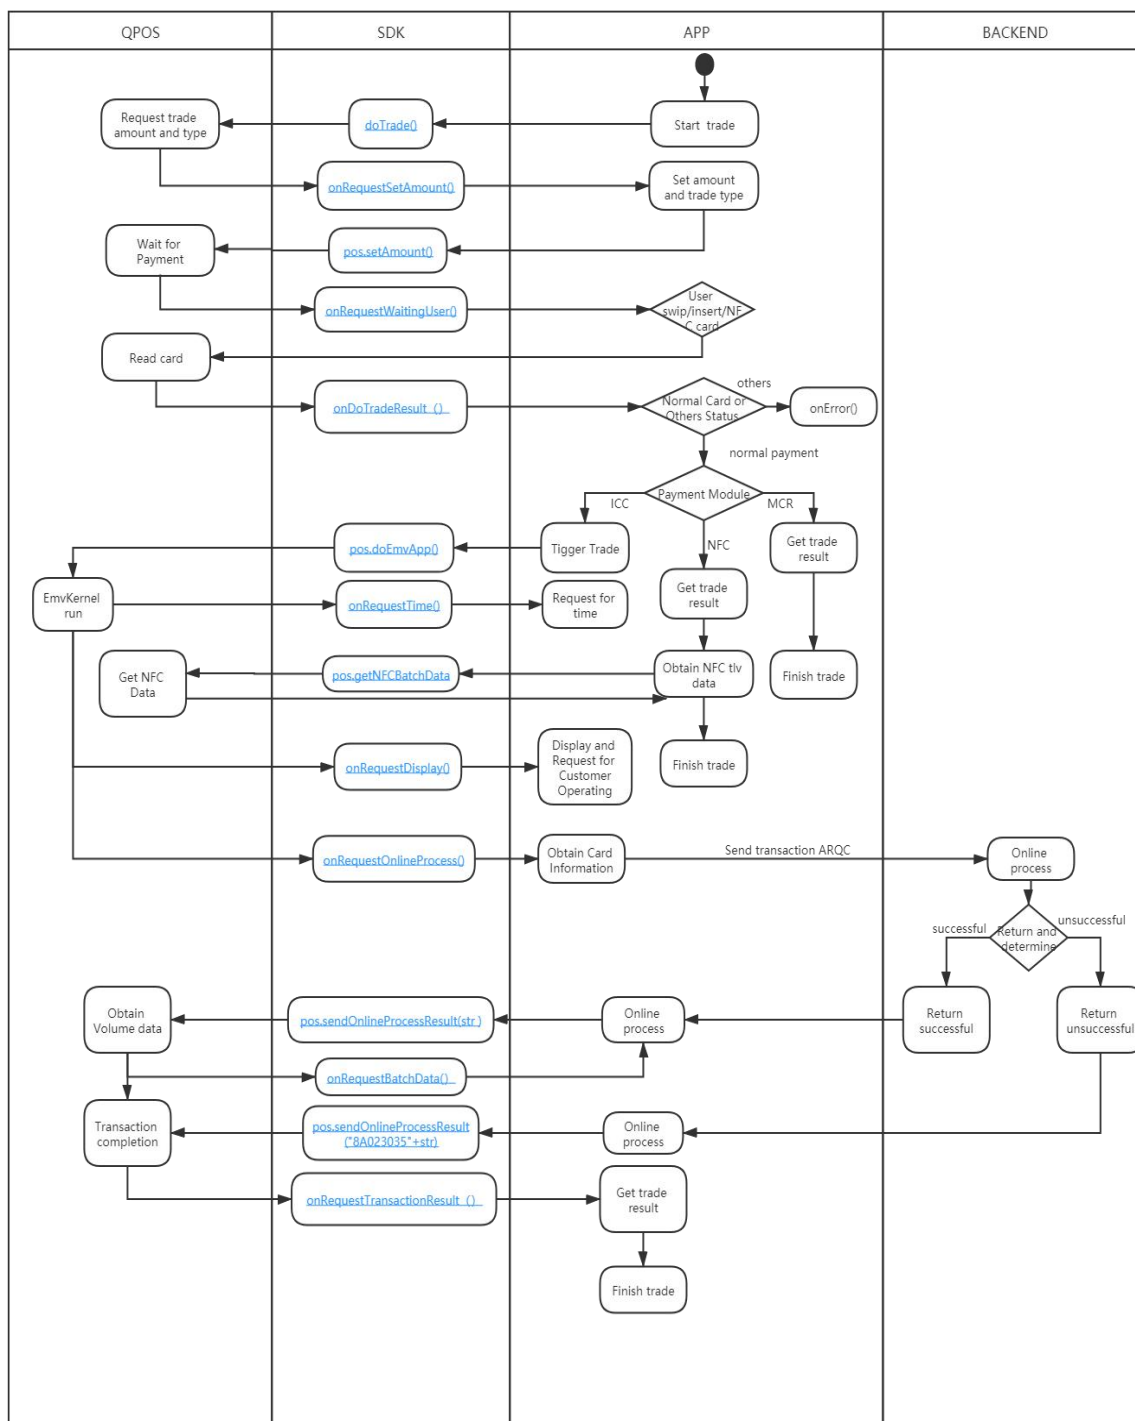 QPOS
SDK
APP
BACKEND
Request trade
amount and type
doTrade()
Start trade
onRequestSetAmount()
Set amount
and trade type
Wait for
Payment
pos.setAmount()
onRequestWaitingUser()
User
swip/insert/NF
C card
Read card
onDoTradeResult ()
Normal Card or
Others Status
others
onError()
normal payment
Payment Module
ICC
MCR
NFC
pos.doEmvApp()
Tigger Trade
Get trade
result
EmvKernel
run
onRequestTime()
Request for
time
Get trade
result
Get NFC
Data
pos.getNFCBatchData
Obtain NFC tlv
data
Finish trade
onRequestDisplay()
Display and
Request for
Customer
Operating
Finish trade
onRequestOnlineProcess()
Obtain Card
Information
Send transaction ARQC
Online
process
successful
Return and
determine
unsuccessful
Obtain
Volume data
pos.sendOnlineProcessResult(str )
Online
process
Return
successful
Return
unsuccessful
onRequestBatchData()
Transaction
completion
pos.sendOnlineProcessResult
("8A023035"+str)
Online
process
onRequestTransactionResult ()
Get trade
result
Finish trade